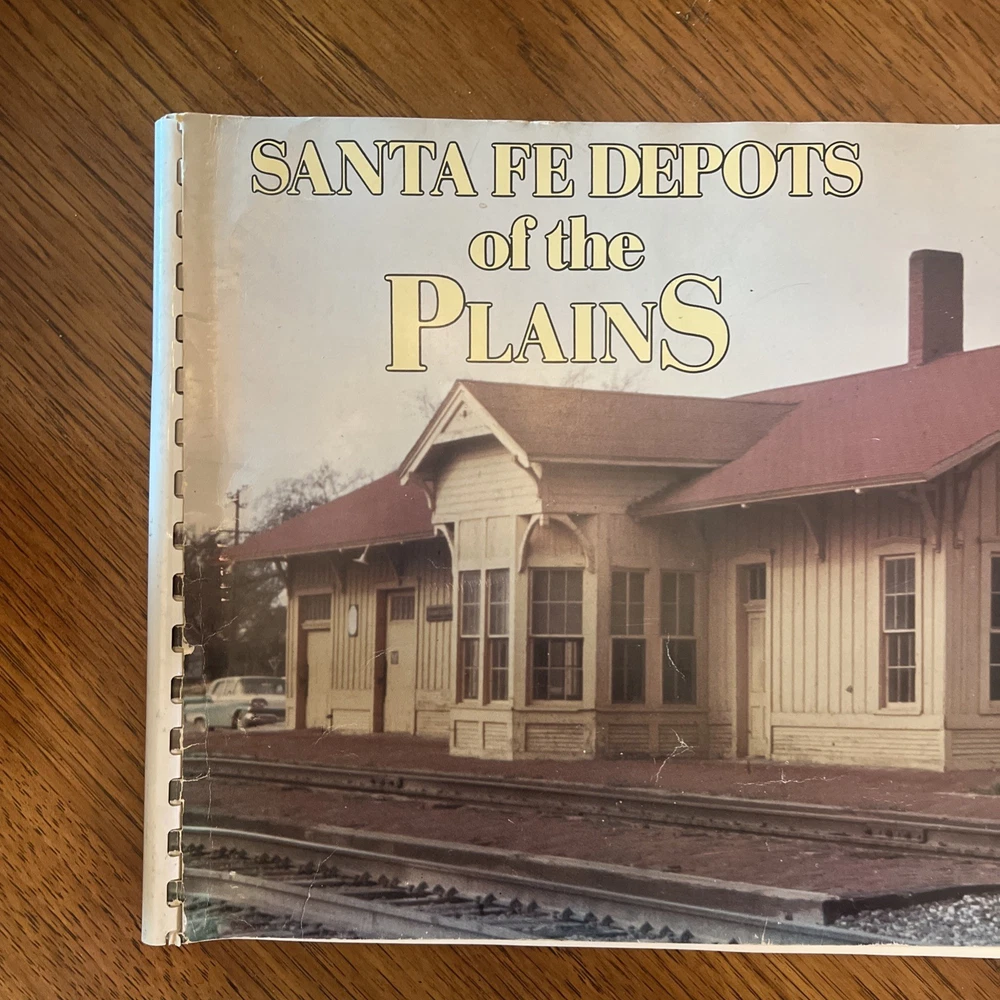 SANTA FE DEPOTS
of the
PLAINS